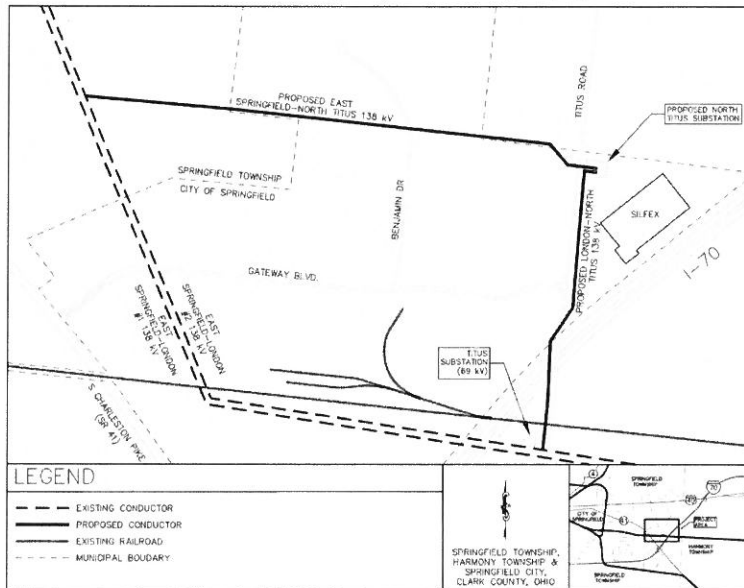 PROPOSED EAST
SPRINGFIELD-NORTH TITUS 138 kV
TITUS ROAD
PROPOSED NORTH
TITUS SUBSTATION
SPRINGFIELD TOWNSHIP
CITY OF SPRINGFIELD
BENJAMIN DR
SILFEX
PROPOSED LONDON-NORTH
TITUS 138 kV
I-70
GATEWAY BLVD.
EAST
SPRINGFIELD-LONDON
#2 138 kV
EAST
SPRINGFIELD-LONDON
#1 138 kV
TITUS
SUBSTATION
(69 kV)
S CHARLESTON PIKE
(SR 41)
LEGEND
EXISTING CONDUCTOR
PROPOSED CONDUCTOR
EXISTING RAILROAD
MUNICIPAL BOUDARY
SPRINGFIELD TOWNSHIP,
HARMONY TOWNSHIP &
SPRINGFIELD CITY,
CLARK COUNTY, OHIO
SPRINGFIELD
TOWNSHIP
4
70
CITY OF
SPRINGFIELD
41
PROJECT
AREA
HARMONY
TOWNSHIP
SPRINGFIELD
TOWNSHIP